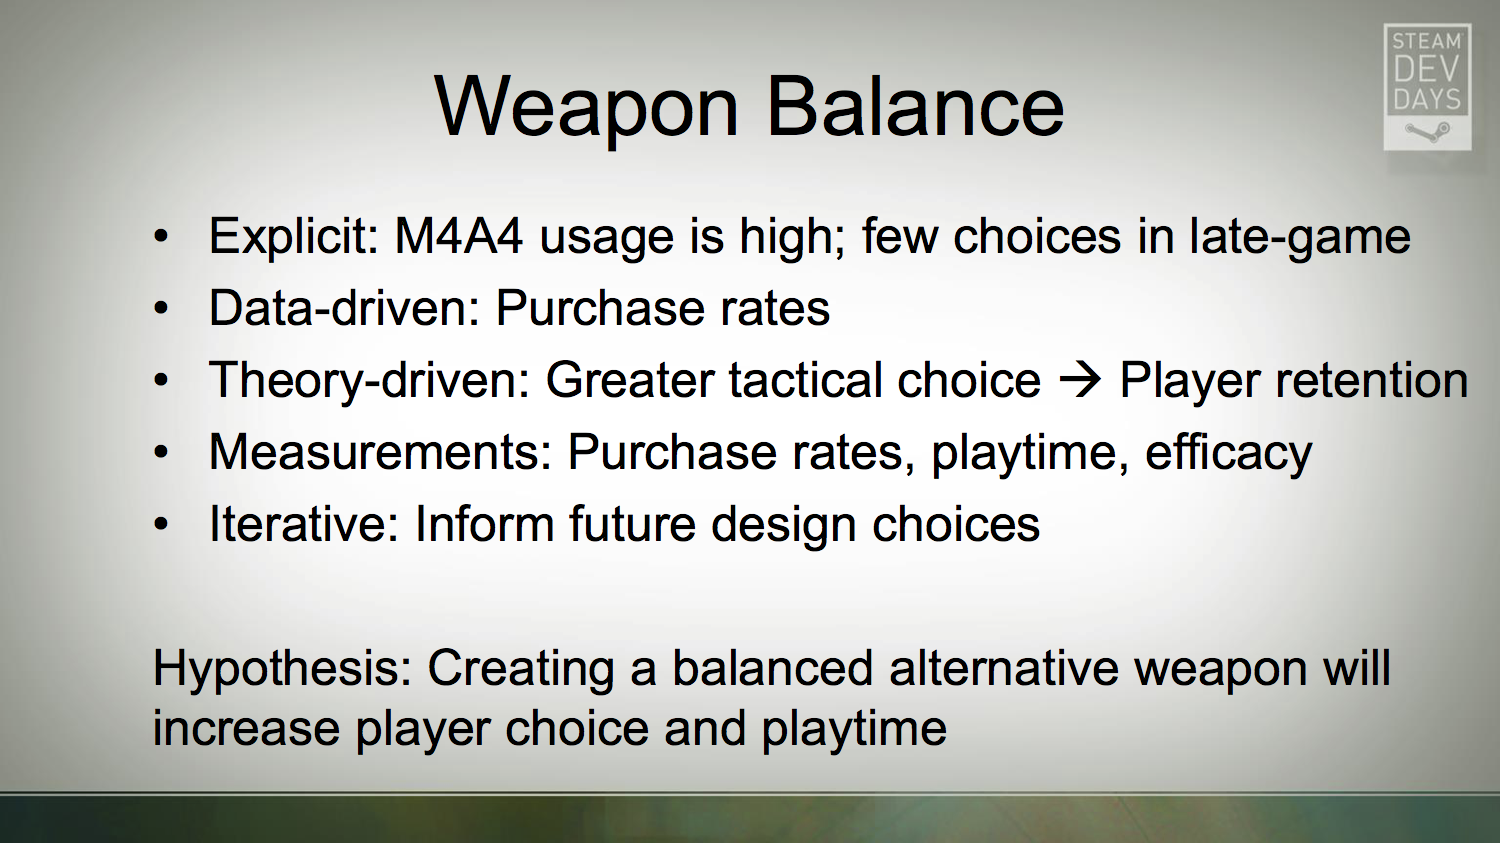 STEAM
DEV
DAYS
Weapon Balance
• Explicit: M4A4 usage is high; few choices in late-game
• Data-driven: Purchase rates
• Theory-driven: Greater tactical choice → Player retention
• Measurements: Purchase rates, playtime, efficacy
• Iterative: Inform future design choices
Hypothesis: Creating a balanced alternative weapon will
increase player choice and playtime